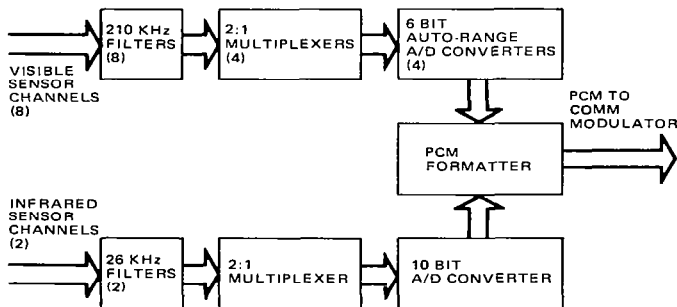 VISIBLE
SENSOR
CHANNELS
(8)
210 KHz
FILTERS
(8)
2:1
MULTIPLEXERS
(4)
6 BIT
AUTO-RANGE
A/D CONVERTERS
(4)
PCM TO
COMM
MODULATOR
PCM
FORMATTER
INFRARED
SENSOR
CHANNELS
(2)
26 KHz
FILTERS
(2)
2:1
MULTIPLEXER
10 BIT
A/D CONVERTER